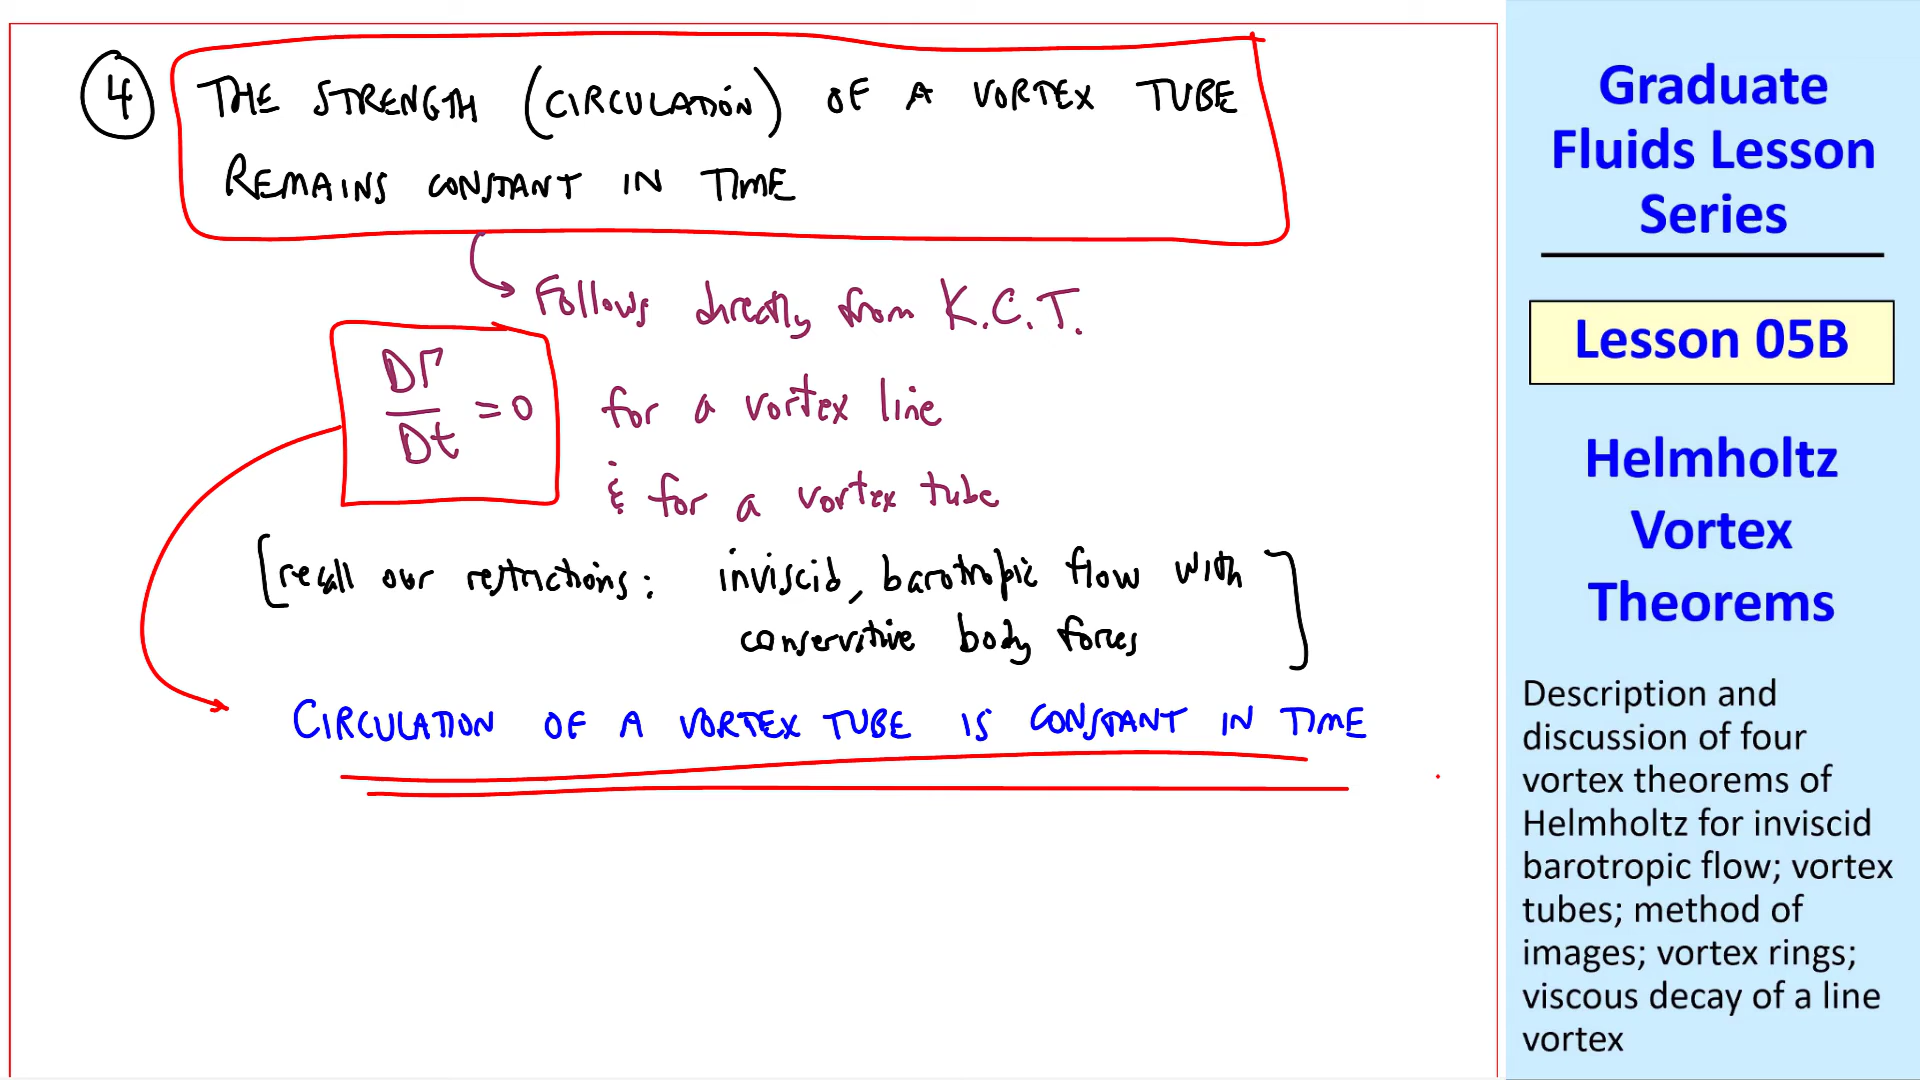 4 THE STRENGTH (CIRCULATION) OF A VORTEX TUBE
REMAINS CONSTANT IN TIME
Follows directly from K.C.T.
DΓ/Dt = 0 for a vortex line
& for a vortex tube
[recall our restrictions: inviscid, barotropic flow with
conservitive body forces]
CIRCULATION OF A VORTEX TUBE IS CONSTANT IN TIME
Graduate
Fluids Lesson
Series
Lesson 05B
Helmholtz
Vortex
Theorems
Description and
discussion of four
vortex theorems of
Helmholtz for inviscid
barotropic flow; vortex
tubes; method of
images; vortex rings;
viscous decay of a line
vortex